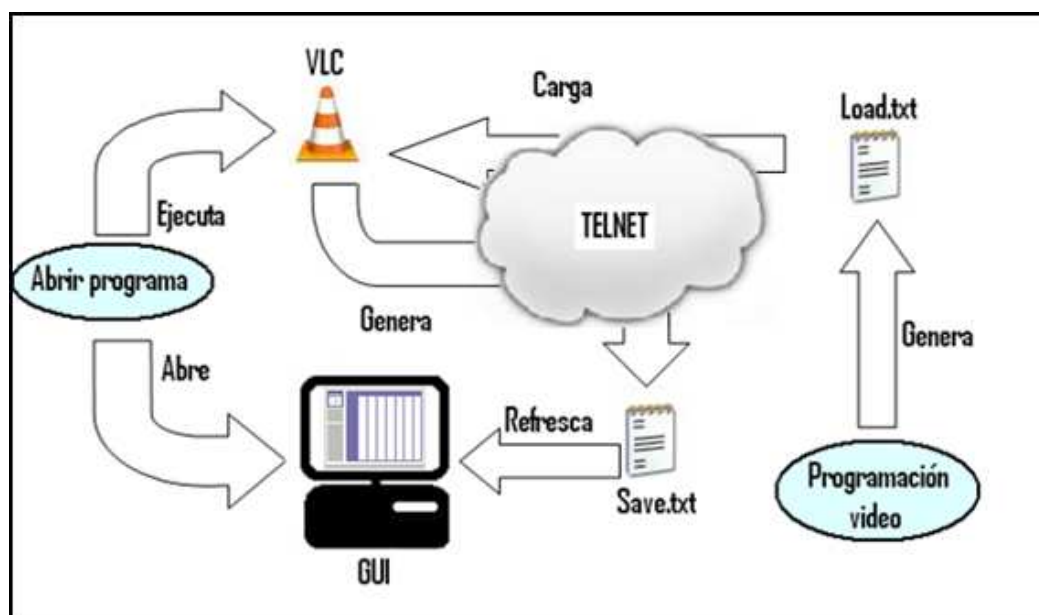 VLC
Carga
Load.txt
TELNET
Ejecuta
Abrir programa
Genera
Genera
Abre
Refresca
Programación
video
Save.txt
GUI